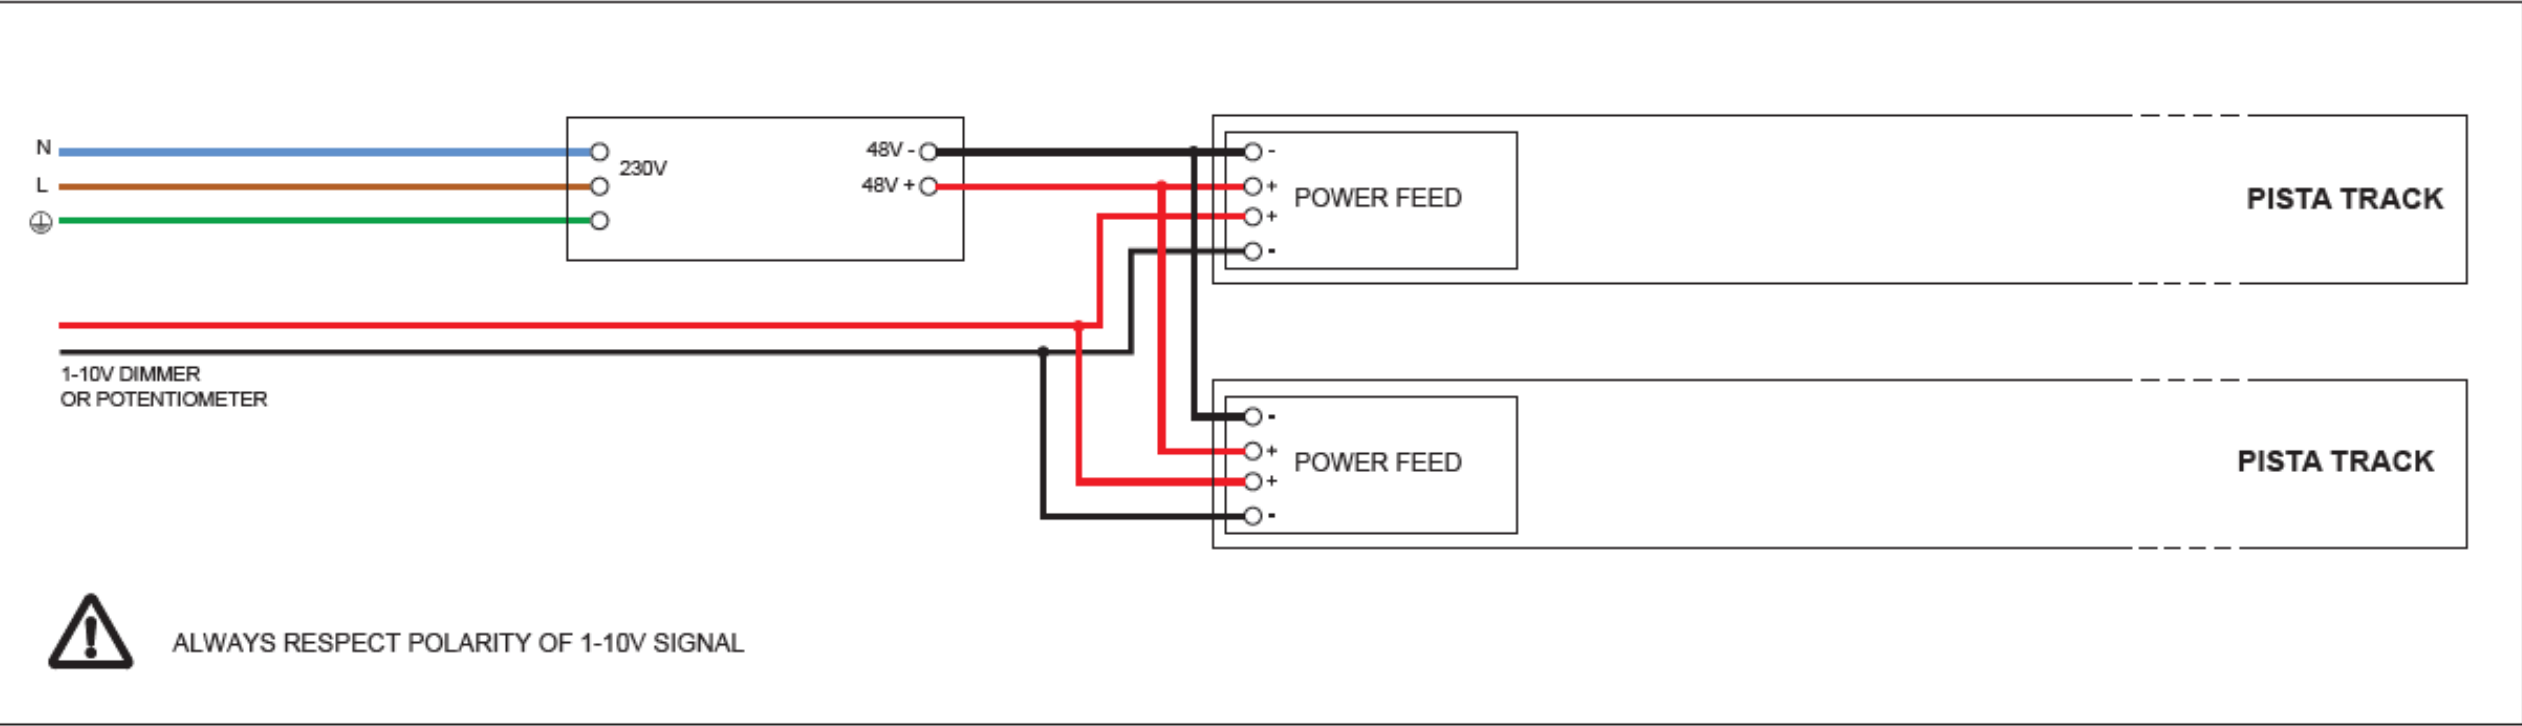 N
L
230V
48V -
48V +
-
+
+
-
POWER FEED
PISTA TRACK
1-10V DIMMER
OR POTENTIOMETER
-
+
+
-
POWER FEED
PISTA TRACK
ALWAYS RESPECT POLARITY OF 1-10V SIGNAL